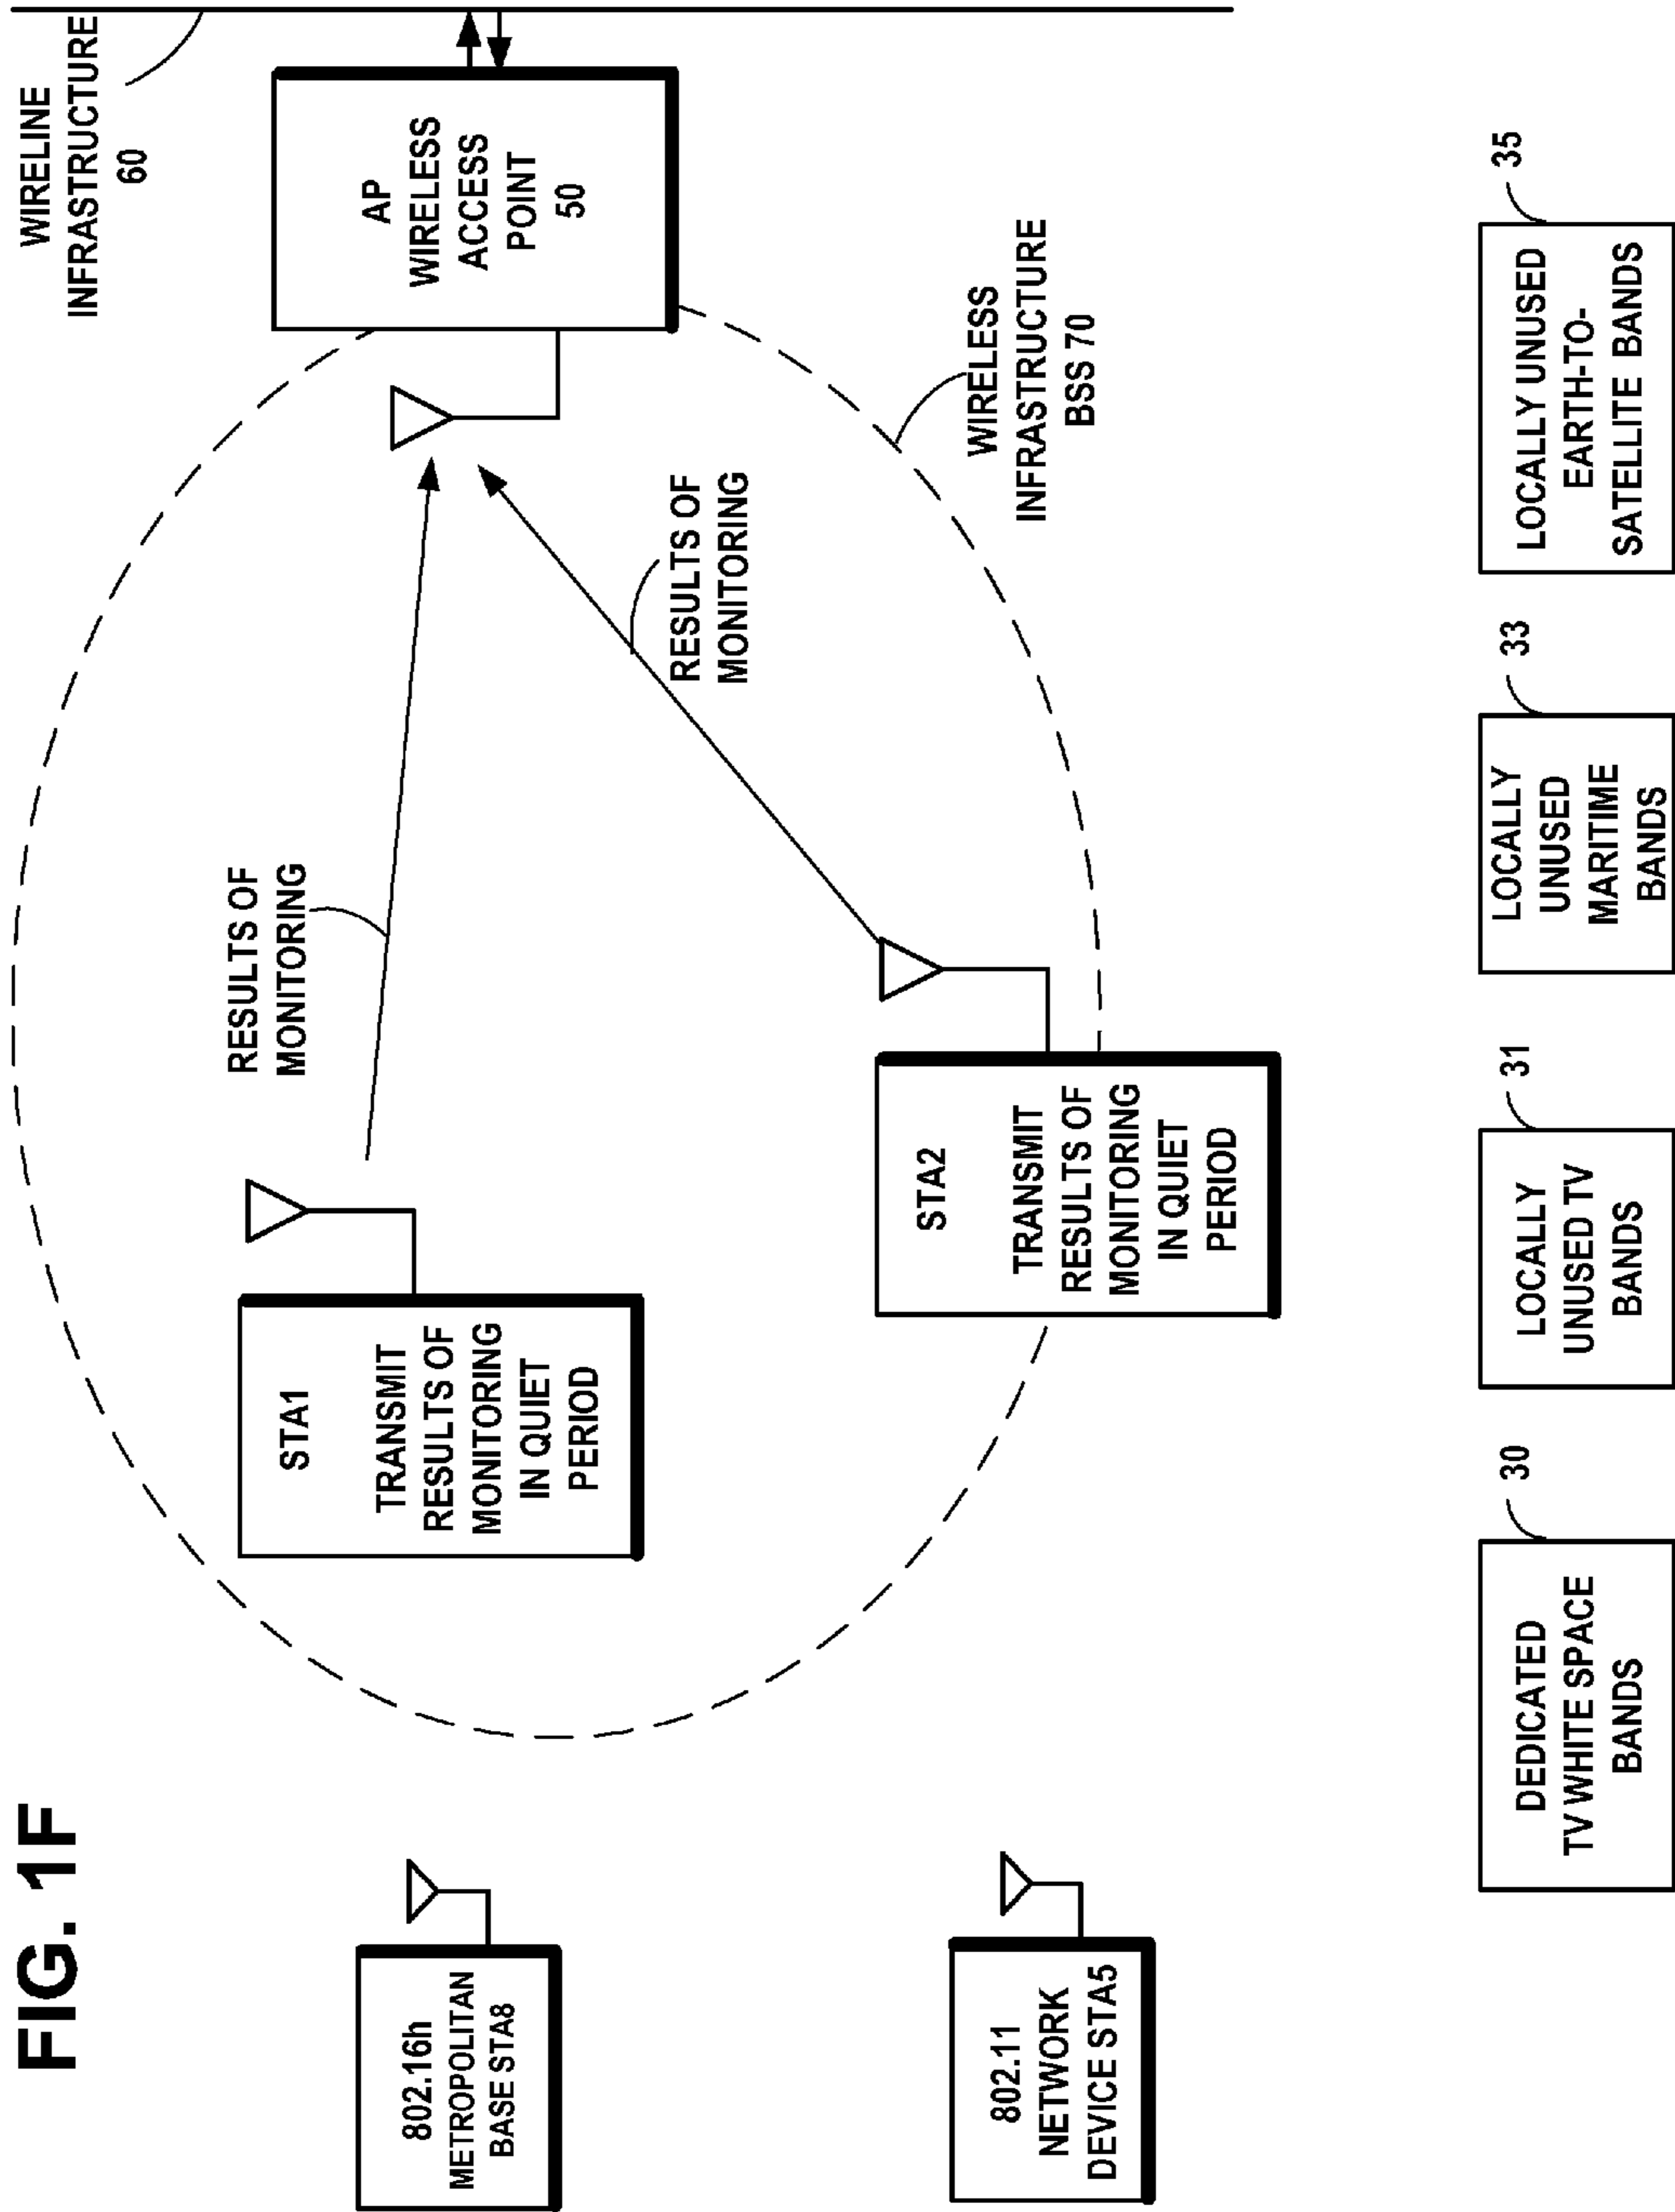 FIG. 1F
WIRELINE
INFRASTRUCTURE
60
802.16h
METROPOLITAN
BASE STA8
STA1
TRANSMIT
RESULTS OF
MONITORING
IN QUIET
PERIOD
RESULTS OF
MONITORING
AP
WIRELESS
ACCESS
POINT
50
RESULTS OF
MONITORING
802.11
NETWORK
DEVICE STA5
STA2
TRANSMIT
RESULTS OF
MONITORING
IN QUIET
PERIOD
WIRELESS
INFRASTRUCTURE
BSS 70
30
DEDICATED
TV WHITE SPACE
BANDS
31
LOCALLY
UNUSED TV
BANDS
33
LOCALLY
UNUSED
MARITIME
BANDS
35
LOCALLY UNUSED
EARTH-TO-
SATELLITE BANDS